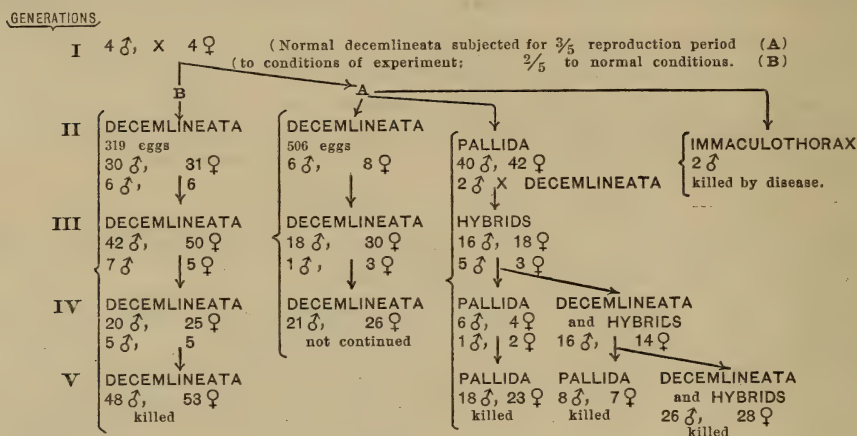 GENERATIONS
I 4 ♂, X 4 ♀ (Normal decemlineata subjected for 3/5 reproduction period (A)
(to conditions of experiment: 2/5 to normal conditions. (B)
B A
II DECEMLINEATA
319 eggs
30 ♂, 31 ♀
6 ♂, 6
DECEMLINEATA
506 eggs
6 ♂, 8 ♀
PALLIDA
40 ♂, 42 ♀
2 ♂ X DECEMLINEATA
IMMACULOTHORAX
2 ♂
killed by disease.
III DECEMLINEATA
42 ♂, 50 ♀
7 ♂ 5 ♀
DECEMLINEATA
18 ♂, 30 ♀
1 ♂, 3 ♀
HYBRIDS
16 ♂, 18 ♀
5 ♂ 3 ♀
IV DECEMLINEATA
20 ♂, 25 ♀
5 ♂, 5
DECEMLINEATA
21 ♂, 26 ♀
not continued
PALLIDA
6 ♂, 4 ♀
1 ♂, 2 ♀
DECEMLINEATA
and HYBRIDS
16 ♂, 14 ♀
V DECEMLINEATA
48 ♂, 53 ♀
killed
PALLIDA
18 ♂, 23 ♀
killed
PALLIDA
8 ♂, 7 ♀
killed
DECEMLINEATA
and HYBRIDS
26 ♂, 28 ♀
killed